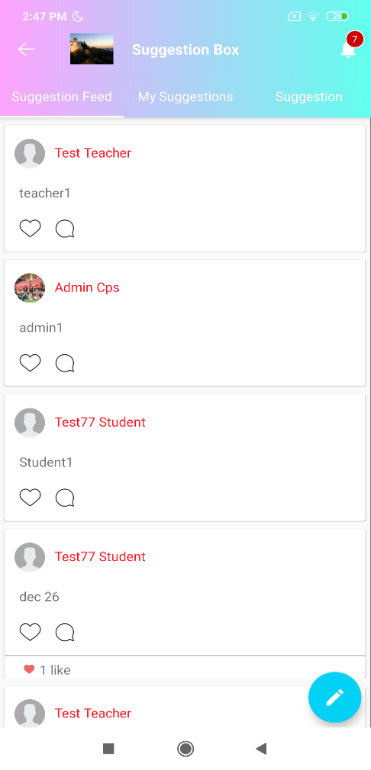 2:47 PM
Suggestion Box
7
Suggestion Feed
My Suggestions
Suggestion
Test Teacher
teacher1
Admin Cps
admin1
Test77 Student
Student1
Test77 Student
dec 26
1 like
Test Teacher